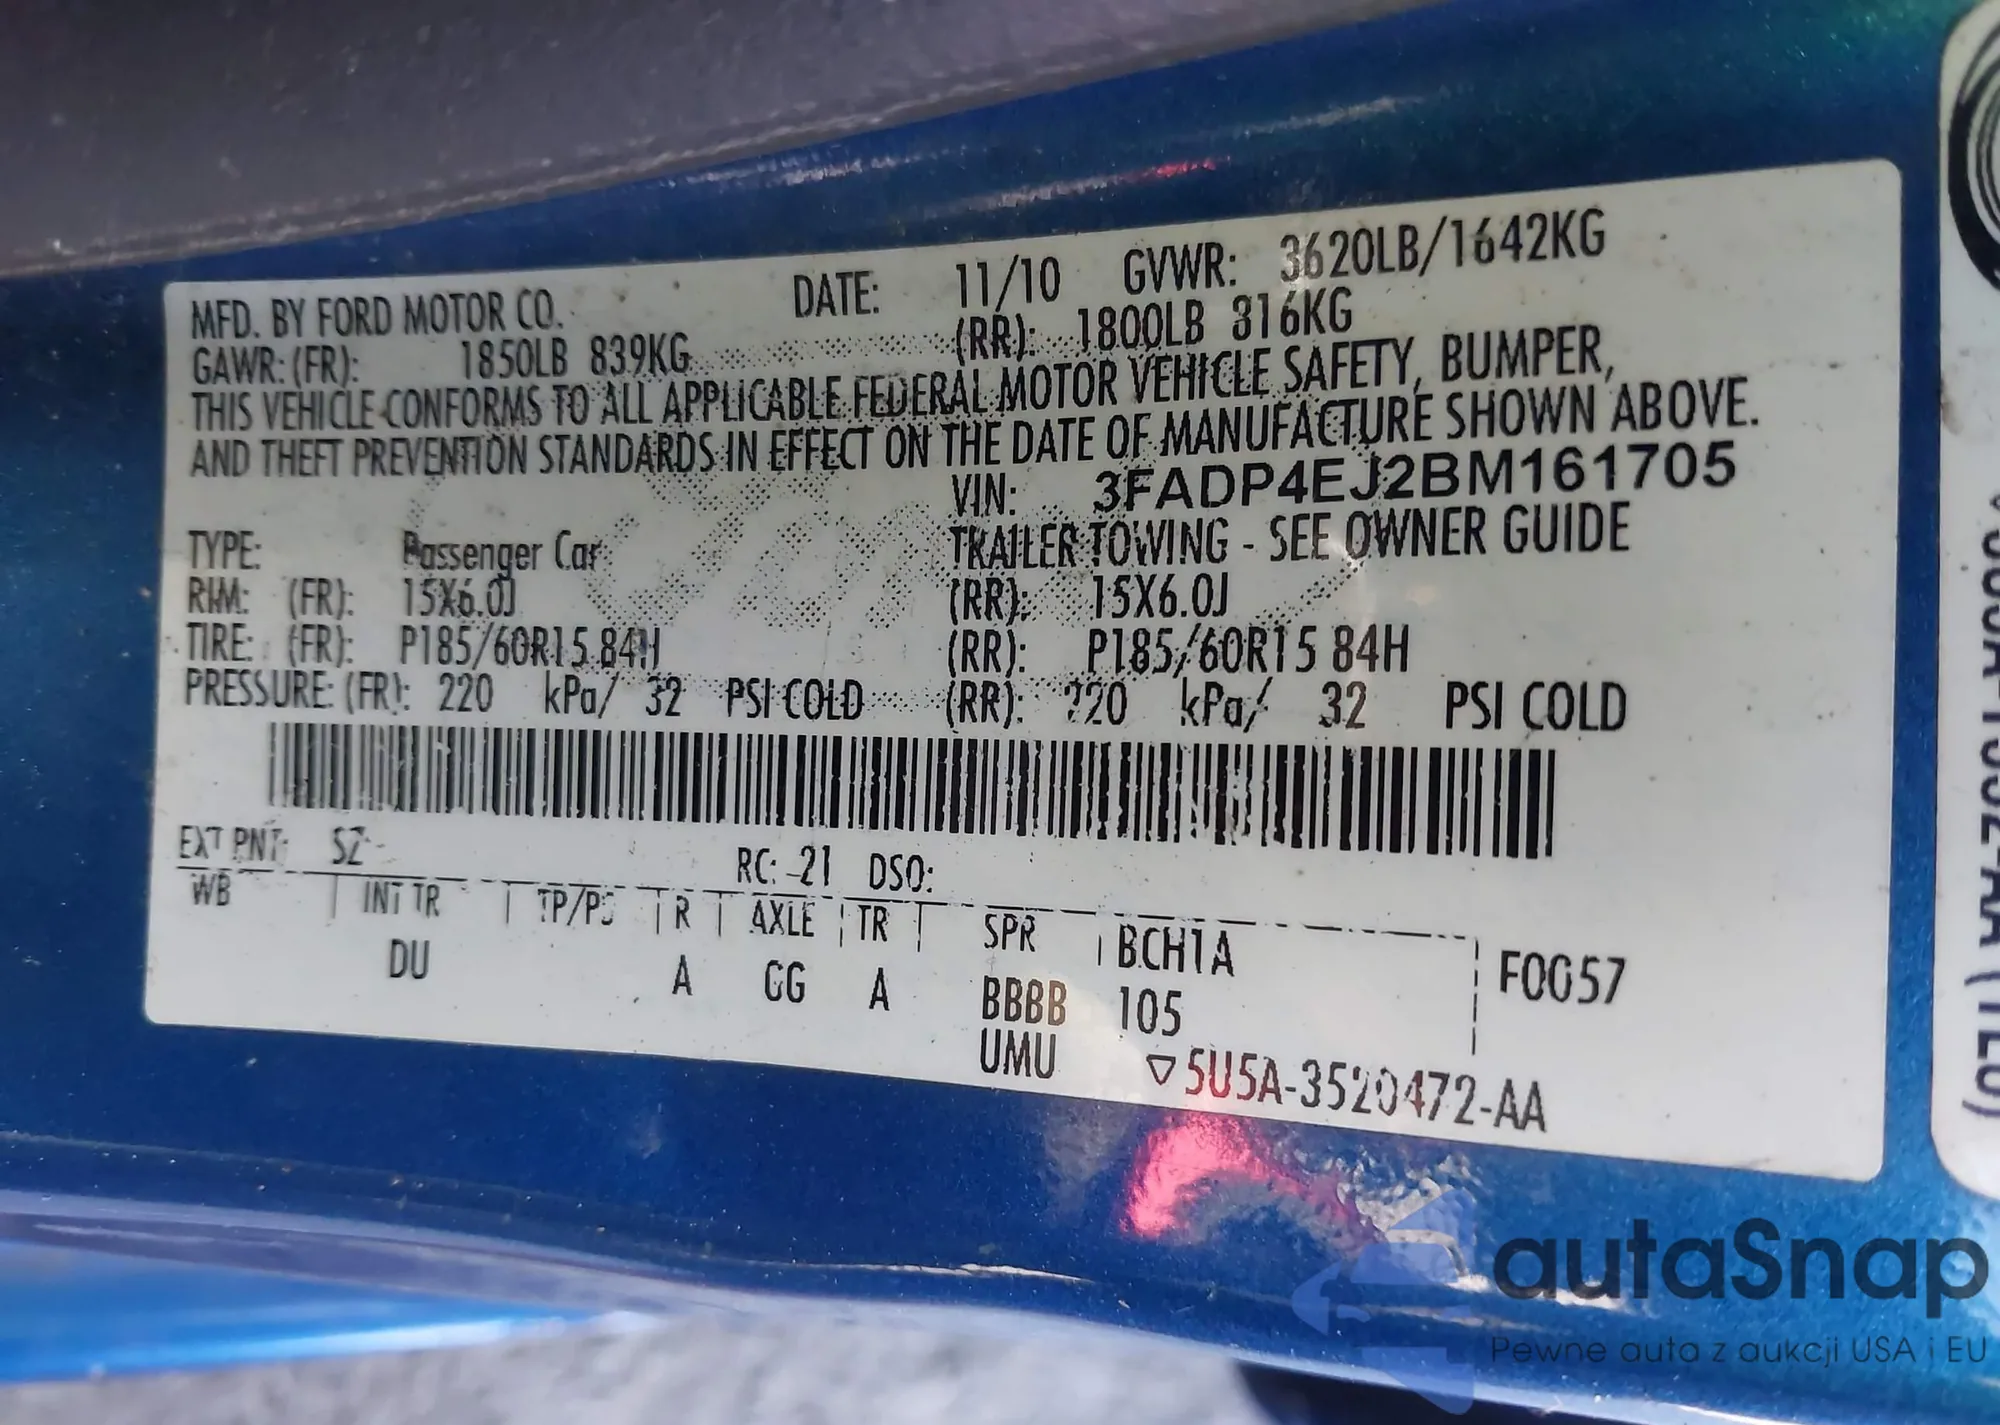 MFD. BY FORD MOTOR CO. DATE: 11/10 GVWR: 3620LB/1642KG
GAWR: (FR): 1850LB 839KG (RR): 1800LB 816KG
THIS VEHICLE CONFORMS TO ALL APPLICABLE FEDERAL MOTOR VEHICLE SAFETY, BUMPER,
AND THEFT PREVENTION STANDARDS IN EFFECT ON THE DATE OF MANUFACTURE SHOWN ABOVE.
VIN: 3FADP4EJ2BM161705
TYPE: Passenger Car TRAILER TOWING - SEE OWNER GUIDE
RIM: (FR): 15X6.0J (RR): 15X6.0J
TIRE: (FR): P185/60R15 84H (RR): P185/60R15 84H
PRESSURE: (FR): 220 kPa/ 32 PSI COLD (RR): 220 kPa/ 32 PSI COLD
EXT PNT: SZ RC: 21 DSO:
WB INT TR TP/PS R AXLE TR SPR BCH1A F0057
DU A GG A BBBB 105
UMU ▽5U5A-3520472-AA
autaSnap
Pewne auta z aukcji USA i EU